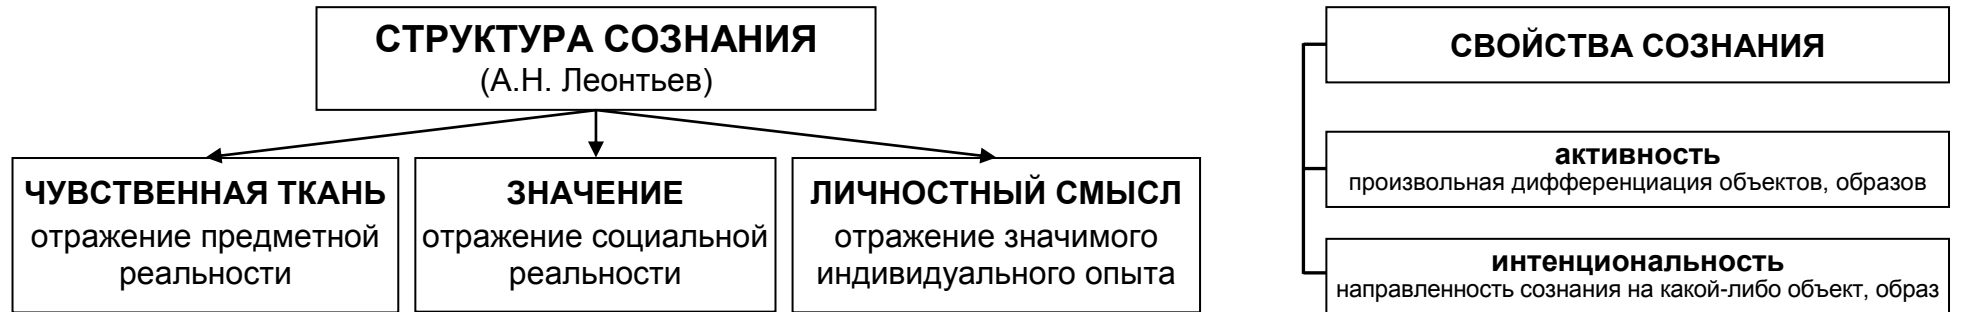 СТРУКТУРА СОЗНАНИЯ
(А.Н. Леонтьев)
ЧУВСТВЕННАЯ ТКАНЬ
отражение предметной
реальности
ЗНАЧЕНИЕ
отражение социальной
реальности
ЛИЧНОСТНЫЙ СМЫСЛ
отражение значимого
индивидуального опыта
СВОЙСТВА СОЗНАНИЯ
активность
произвольная дифференциация объектов, образов
интенциональность
направленность сознания на какой-либо объект, образ